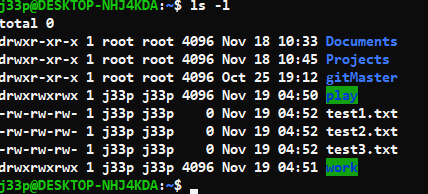 j33p@DESKTOP-NHJ4KDA:~$ ls -l
total 0
drwxr-xr-x 1 root root 4096 Nov 18 10:33 Documents
drwxr-xr-x 1 root root 4096 Nov 18 10:45 Projects
drwxr-xr-x 1 root root 4096 Oct 25 19:12 gitMaster
drwxrwxrwx 1 j33p j33p 4096 Nov 19 04:50 play
-rw-rw-rw- 1 j33p j33p    0 Nov 19 04:52 test1.txt
-rw-rw-rw- 1 j33p j33p    0 Nov 19 04:52 test2.txt
-rw-rw-rw- 1 j33p j33p    0 Nov 19 04:52 test3.txt
drwxrwxrwx 1 j33p j33p 4096 Nov 19 04:51 work
j33p@DESKTOP-NHJ4KDA:~$